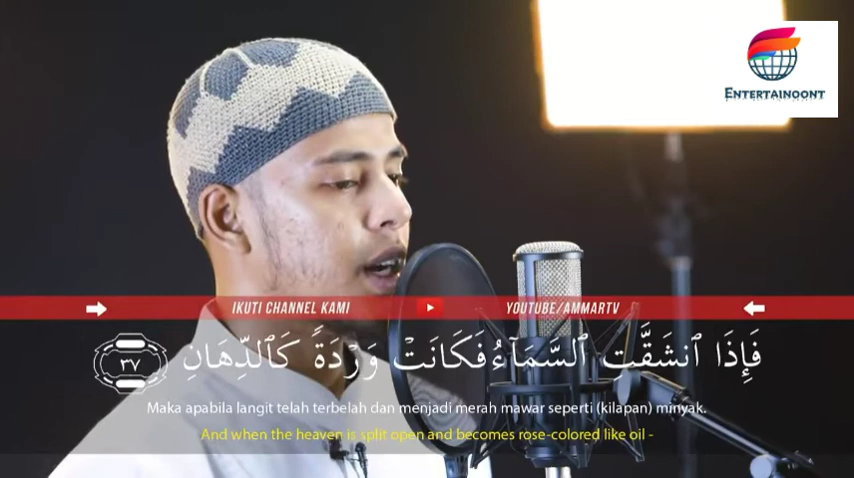 ENTERTAINOONT
IKUTI CHANNEL KAMI YOUTUBE/AMMARTV
فَإِذَا ٱنشَقَّتِ ٱلسَّمَآءُ فَكَانَتْ وَرْدَةً كَٱلدِّهَانِ ٣٧
Maka apabila langit telah terbelah dan menjadi merah mawar seperti (kilapan) minyak.
And when the heaven is split open and becomes rose-colored like oil -